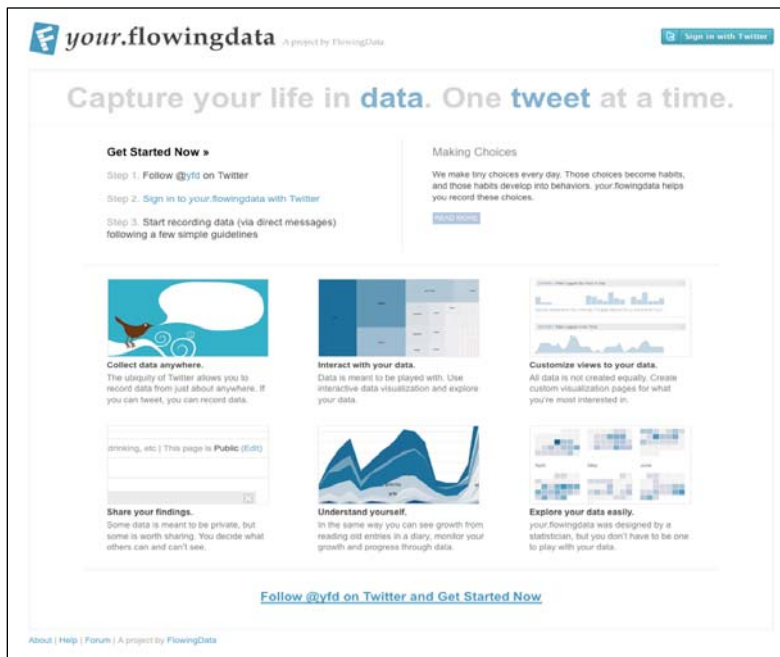 your.flowingdata A project by FlowingData
Sign in with Twitter
Capture your life in data. One tweet at a time.
Get Started Now »
Step 1. Follow @yfd on Twitter
Step 2. Sign in to your.flowingdata with Twitter
Step 3. Start recording data (via direct messages)
following a few simple guidelines
Making Choices
We make tiny choices every day. Those choices become habits,
and those habits develop into behaviors. your.flowingdata helps
you record these choices.
READ MORE
Collect data anywhere.
The ubiquity of Twitter allows you to
record data from just about anywhere. If
you can tweet, you can record data.
Interact with your data.
Data is meant to be played with. Use
interactive data visualization and explore
your data.
Customize views to your data.
All data is not created equally. Create
custom visualization pages for what
you're most interested in.
drinking, etc | This page is Public (Edit)
Share your findings.
Some data is meant to be private, but
some is worth sharing. You decide what
others can and can't see.
Understand yourself.
In the same way you can see growth from
reading old entries in a diary, monitor your
growth and progress through data.
April May June
Explore your data easily.
your.flowingdata was designed by a
statistician, but you don't have to be one
to play with your data.
Follow @yfd on Twitter and Get Started Now
About | Help | Forum | A project by FlowingData